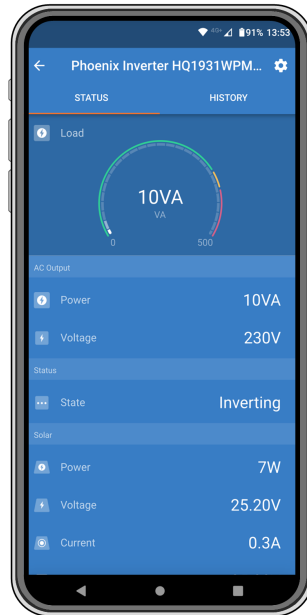 4G+ 91% 13:53
Phoenix Inverter HQ1931WPM...
STATUS HISTORY
Load
10VA
VA
0 500
AC Output
Power 10VA
Voltage 230V
Status
State Inverting
Solar
Power 7W
Voltage 25.20V
Current 0.3A